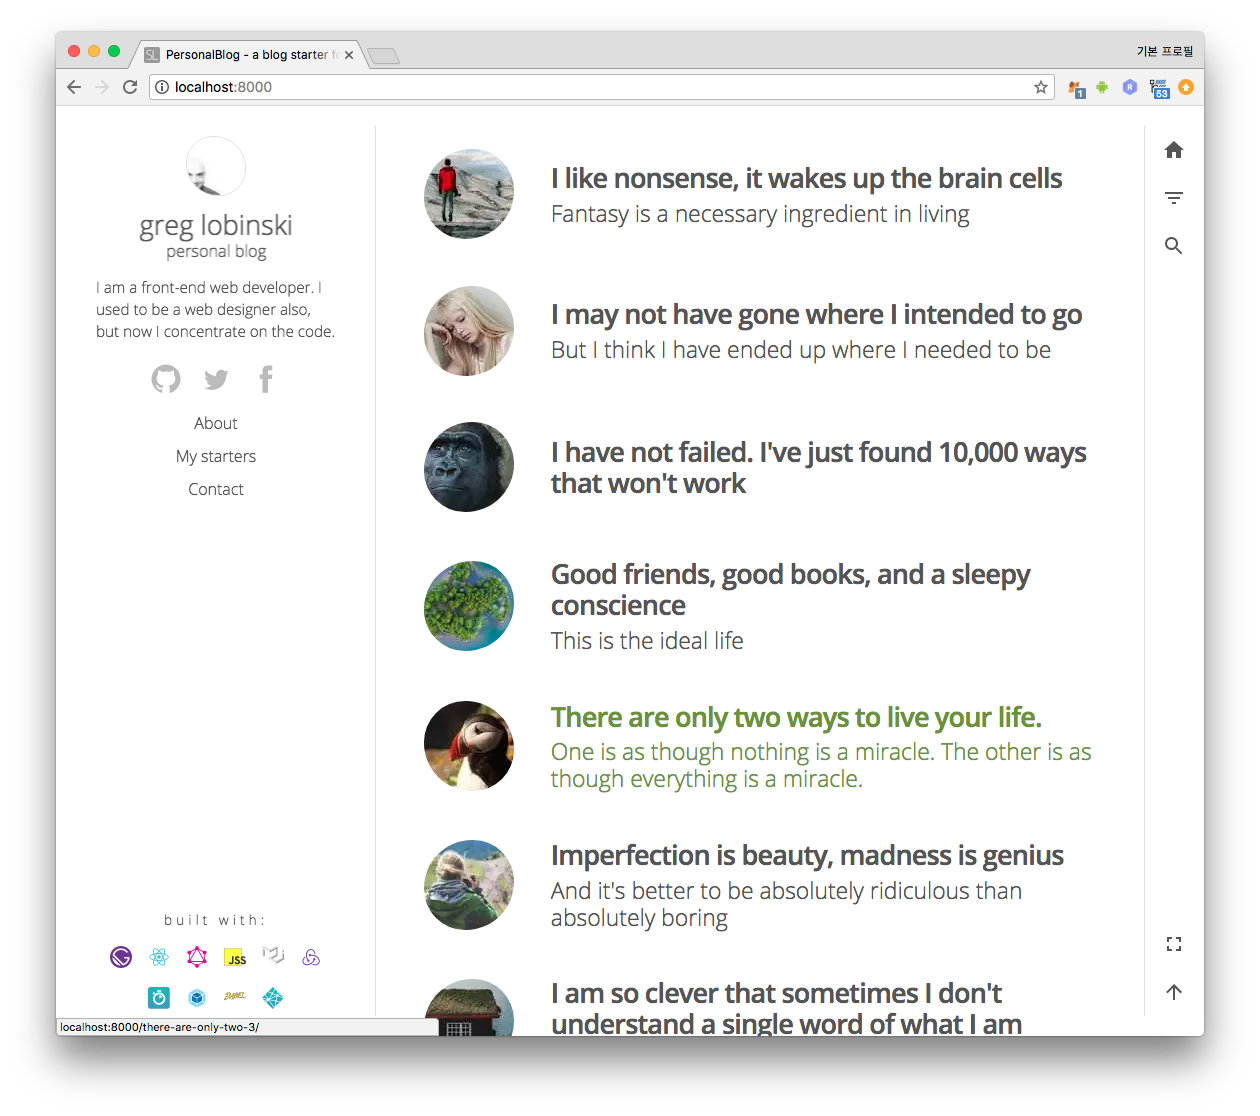 SL PersonalBlog - a blog starter fo
기본 프로필
localhost:8000
1
R
53
greg lobinski
personal blog
I am a front-end web developer. I
used to be a web designer also,
but now I concentrate on the code.
About
My starters
Contact
I like nonsense, it wakes up the brain cells
Fantasy is a necessary ingredient in living
I may not have gone where I intended to go
But I think I have ended up where I needed to be
I have not failed. I've just found 10,000 ways
that won't work
Good friends, good books, and a sleepy
conscience
This is the ideal life
There are only two ways to live your life.
One is as though nothing is a miracle. The other is as
though everything is a miracle.
Imperfection is beauty, madness is genius
And it's better to be absolutely ridiculous than
absolutely boring
I am so clever that sometimes I don't
understand a single word of what I am
built with:
JSS
BABEL
localhost:8000/there-are-only-two-3/